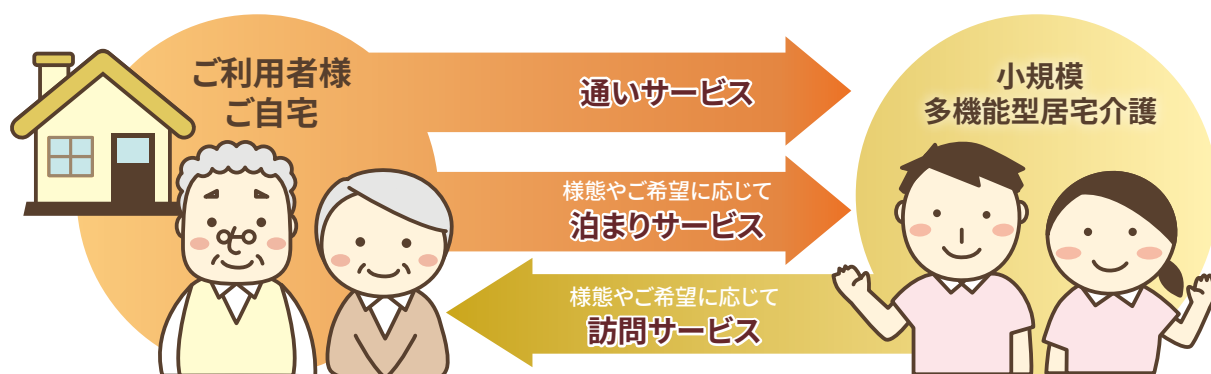 ご利用者様
ご自宅
通いサービス
様態やご希望に応じて
泊まりサービス
様態やご希望に応じて
訪問サービス
小規模
多機能型居宅介護